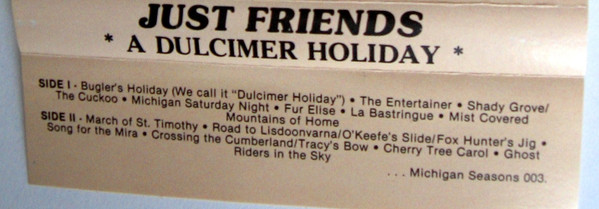 JUST FRIENDS
* A DULCIMER HOLIDAY *
SIDE I - Bugler's Holiday (We call it "Dulcimer Holiday") • The Entertainer • Shady Grove/
The Cuckoo • Michigan Saturday Night • Fur Elise • La Bastringue • Mist Covered
Mountains of Home
SIDE II - March of St. Timothy • Road to Lisdoonvarna/O'Keefe's Slide/Fox Hunter's Jig •
Song for the Mira • Crossing the Cumberland/Tracy's Bow • Cherry Tree Carol • Ghost
Riders in the Sky
. . . Michigan Seasons 003.